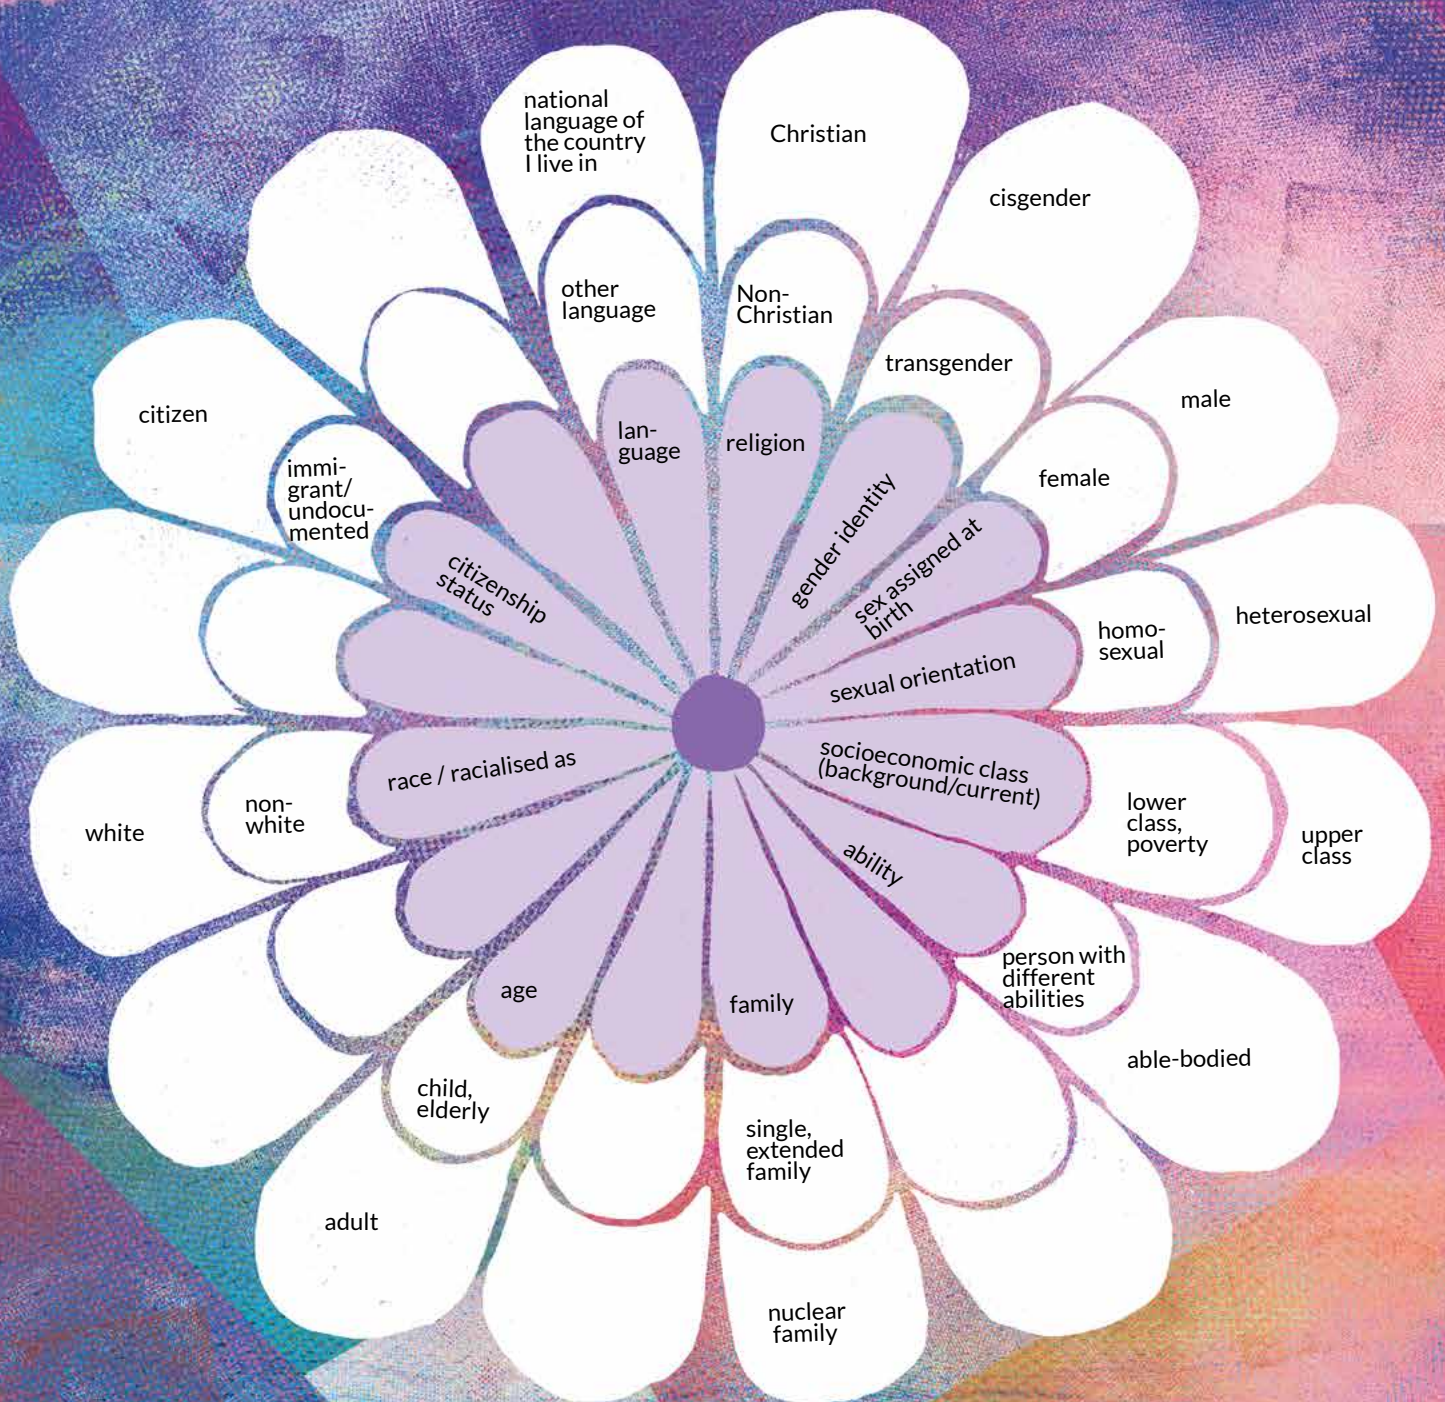 national
language of
the country
I live in
other
language
lan-
guage
Christian
Non-
Christian
religion
cisgender
transgender
gender identity
male
female
sex assigned at
birth
heterosexual
homo-
sexual
sexual orientation
upper
class
lower
class,
poverty
socioeconomic class
(background/current)
able-bodied
person with
different
abilities
ability
nuclear
family
single,
extended
family
family
adult
child,
elderly
age
white
non-
white
race / racialised as
citizen
immi-
grant/
undocu-
mented
citizenship
status